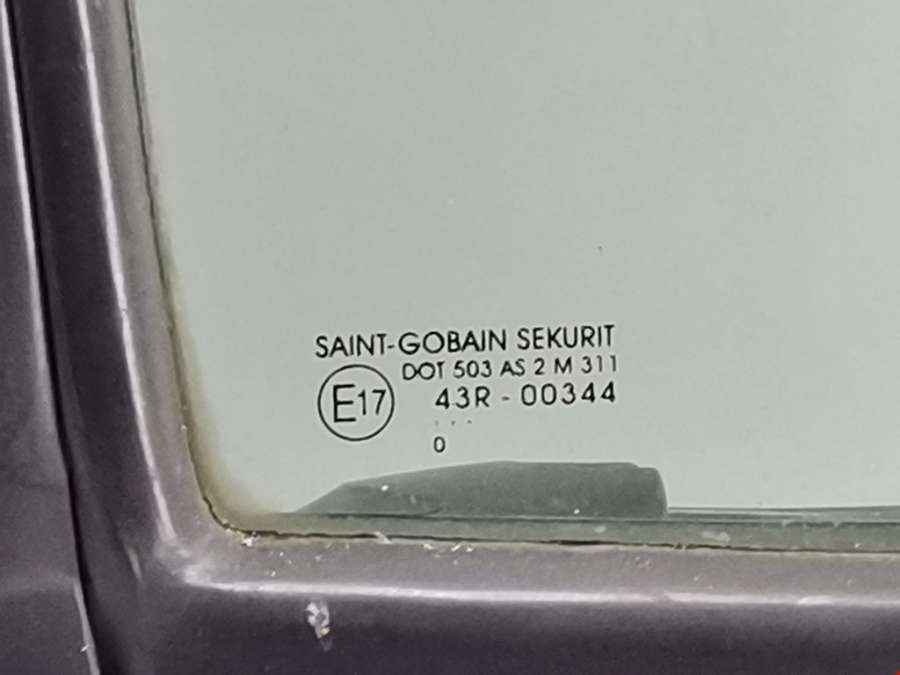 SAINT-GOBAIN SEKURIT
DOT 503 AS 2 M 311
E17 43R - 00344
...
0